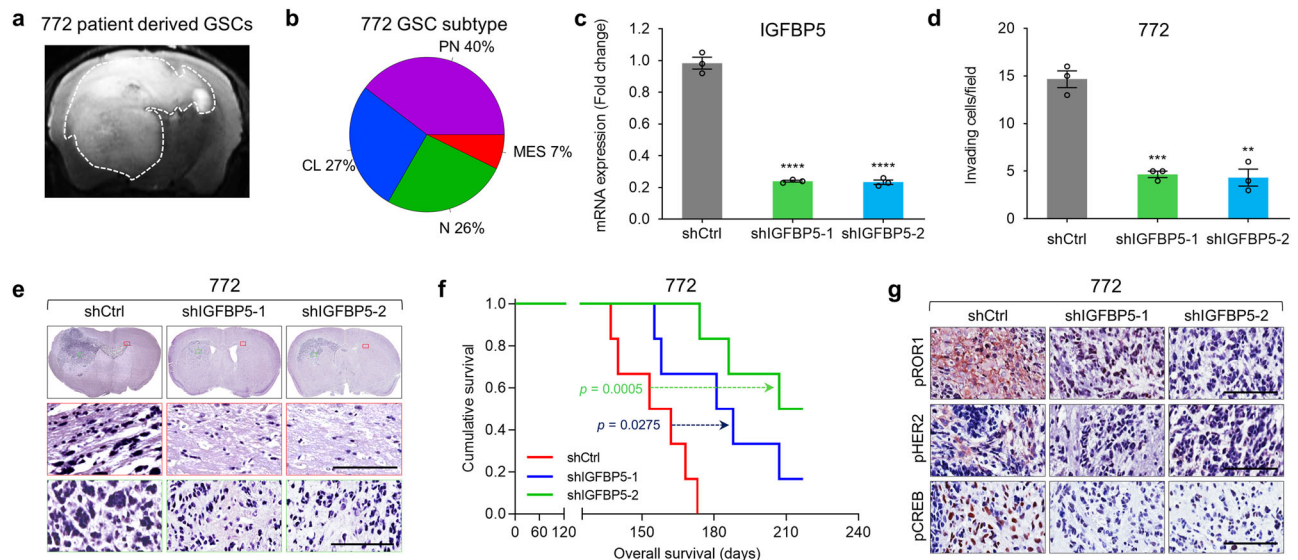 a
772 patient derived GSCs
b
772 GSC subtype
PN 40%
CL 27%
MES 7%
N 26%
c
IGFBP5
mRNA expression (Fold change)
1.2
1.0
0.8
0.6
0.4
0.2
0.0
****
****
shCtrl
shIGFBP5-1
shIGFBP5-2
d
772
Invading cells/field
20
15
10
5
0
***
**
shCtrl
shIGFBP5-1
shIGFBP5-2
e
772
shCtrl
shIGFBP5-1
shIGFBP5-2
f
772
Cumulative survival
1.0
0.8
0.6
0.4
0.2
0.0
p = 0.0005
p = 0.0275
shCtrl
shIGFBP5-1
shIGFBP5-2
0 60 120 150 180 210 240
Overall survival (days)
g
772
shCtrl
shIGFBP5-1
shIGFBP5-2
pROR1
pHER2
pCREB